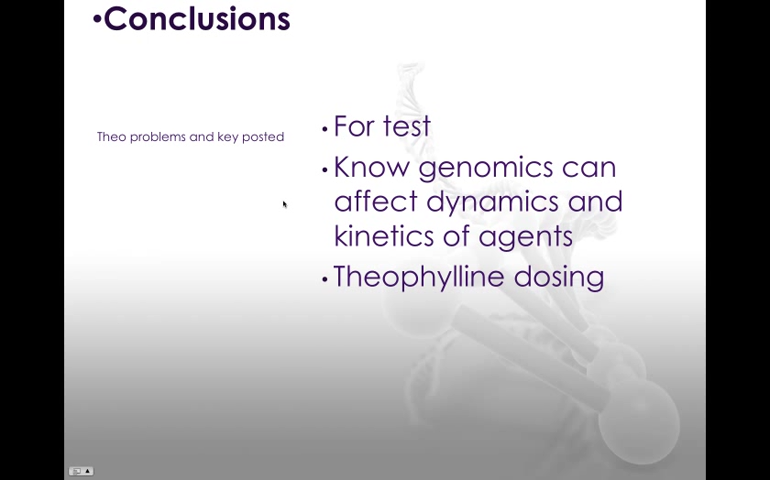 •Conclusions
Theo problems and key posted
• For test
• Know genomics can
affect dynamics and
kinetics of agents
• Theophylline dosing